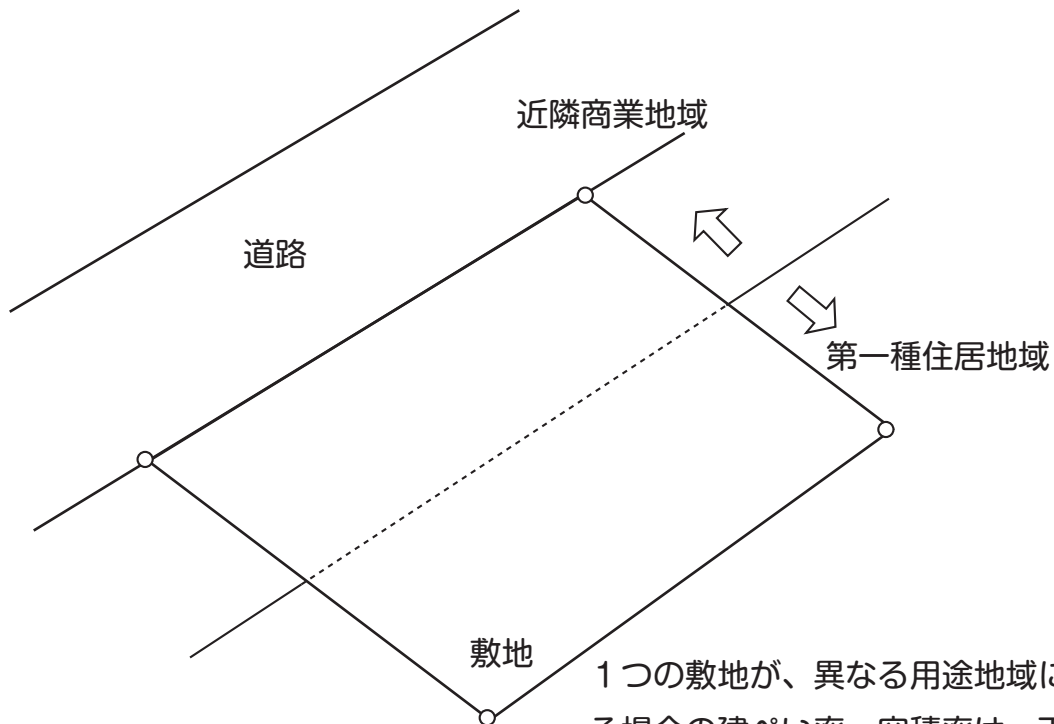 近隣商業地域
道路
第一種住居地域
敷地
１つの敷地が、異なる用途地域に
る場合の建ぺい率、容積率は、